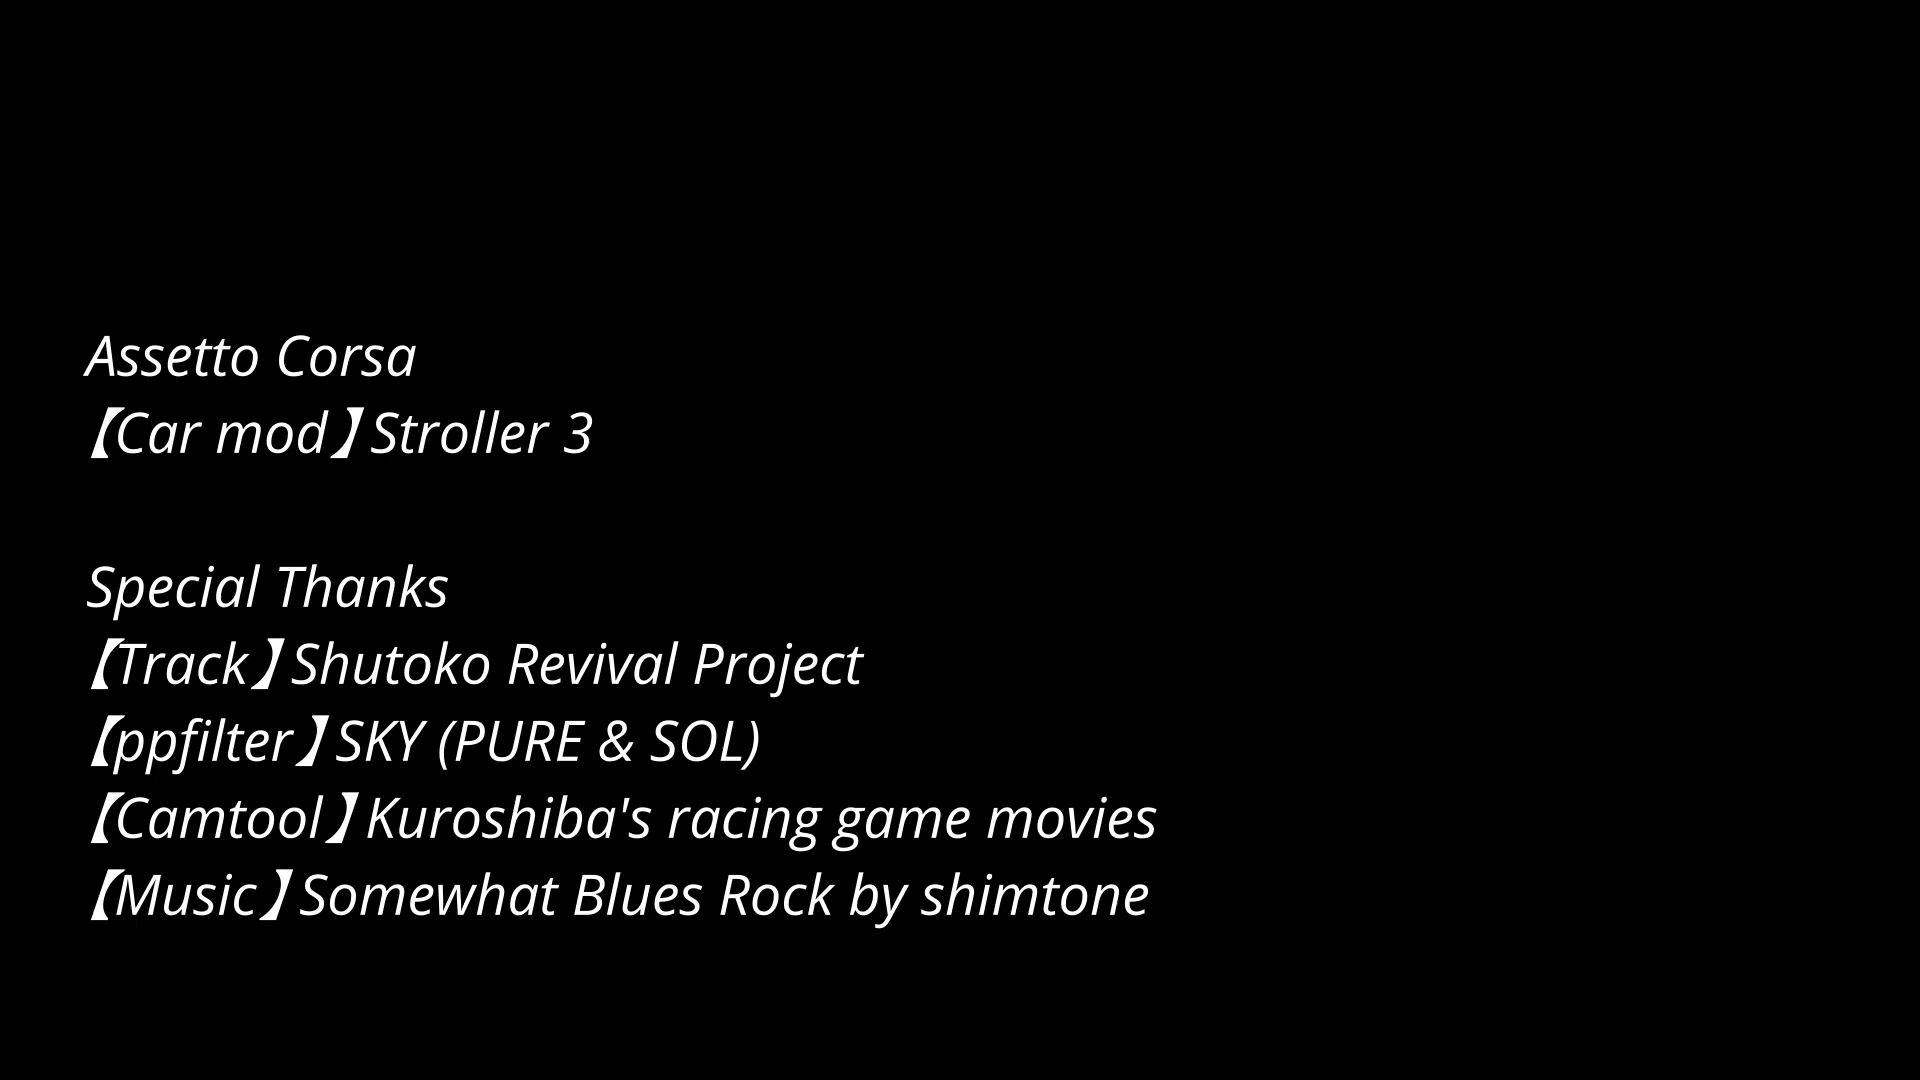 Assetto Corsa
【Car mod】Stroller 3
Special Thanks
【Track】Shutoko Revival Project
【ppfilter】SKY (PURE & SOL)
【Camtool】Kuroshiba's racing game movies
【Music】Somewhat Blues Rock by shimtone